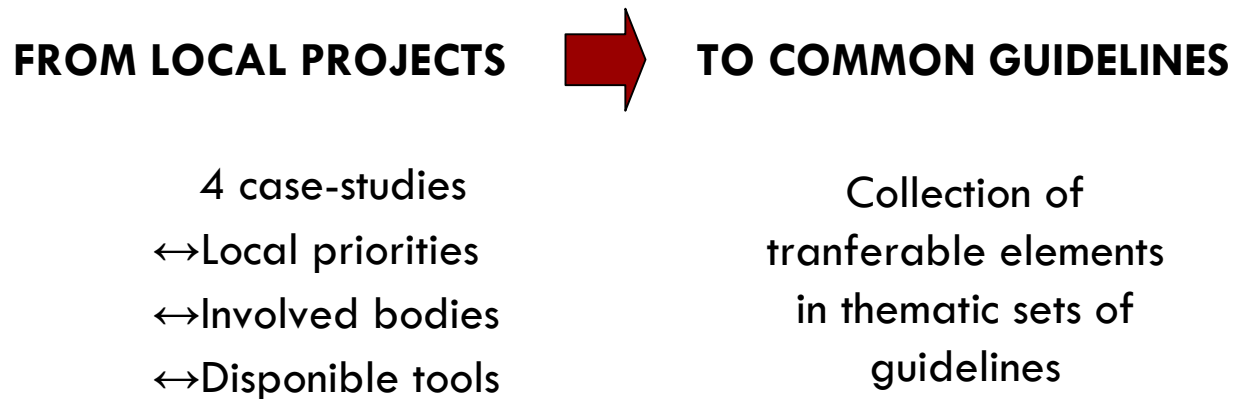 FROM LOCAL PROJECTS
TO COMMON GUIDELINES
4 case-studies
↔Local priorities
↔Involved bodies
↔Disponible tools
Collection of
tranferable elements
in thematic sets of
guidelines